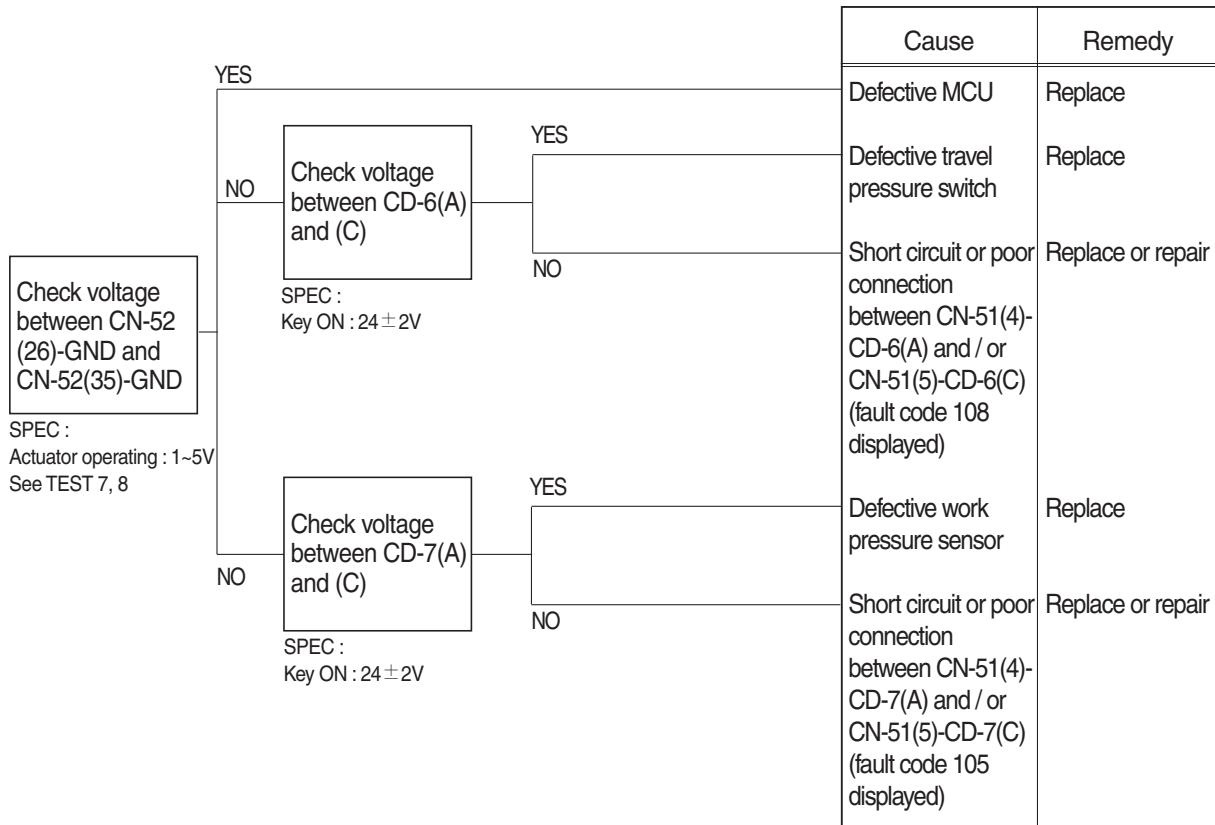 Cause
Remedy
YES
Defective MCU
Replace
NO
Check voltage
between CD-6(A)
and (C)
SPEC :
Key ON : 24±2V
YES
Defective travel
pressure switch
Replace
NO
Short circuit or poor
connection
between CN-51(4)-
CD-6(A) and / or
CN-51(5)-CD-6(C)
(fault code 108
displayed)
Replace or repair
Check voltage
between CN-52
(26)-GND and
CN-52(35)-GND
SPEC :
Actuator operating : 1~5V
See TEST 7, 8
NO
Check voltage
between CD-7(A)
and (C)
SPEC :
Key ON : 24±2V
YES
Defective work
pressure sensor
Replace
NO
Short circuit or poor
connection
between CN-51(4)-
CD-7(A) and / or
CN-51(5)-CD-7(C)
(fault code 105
displayed)
Replace or repair